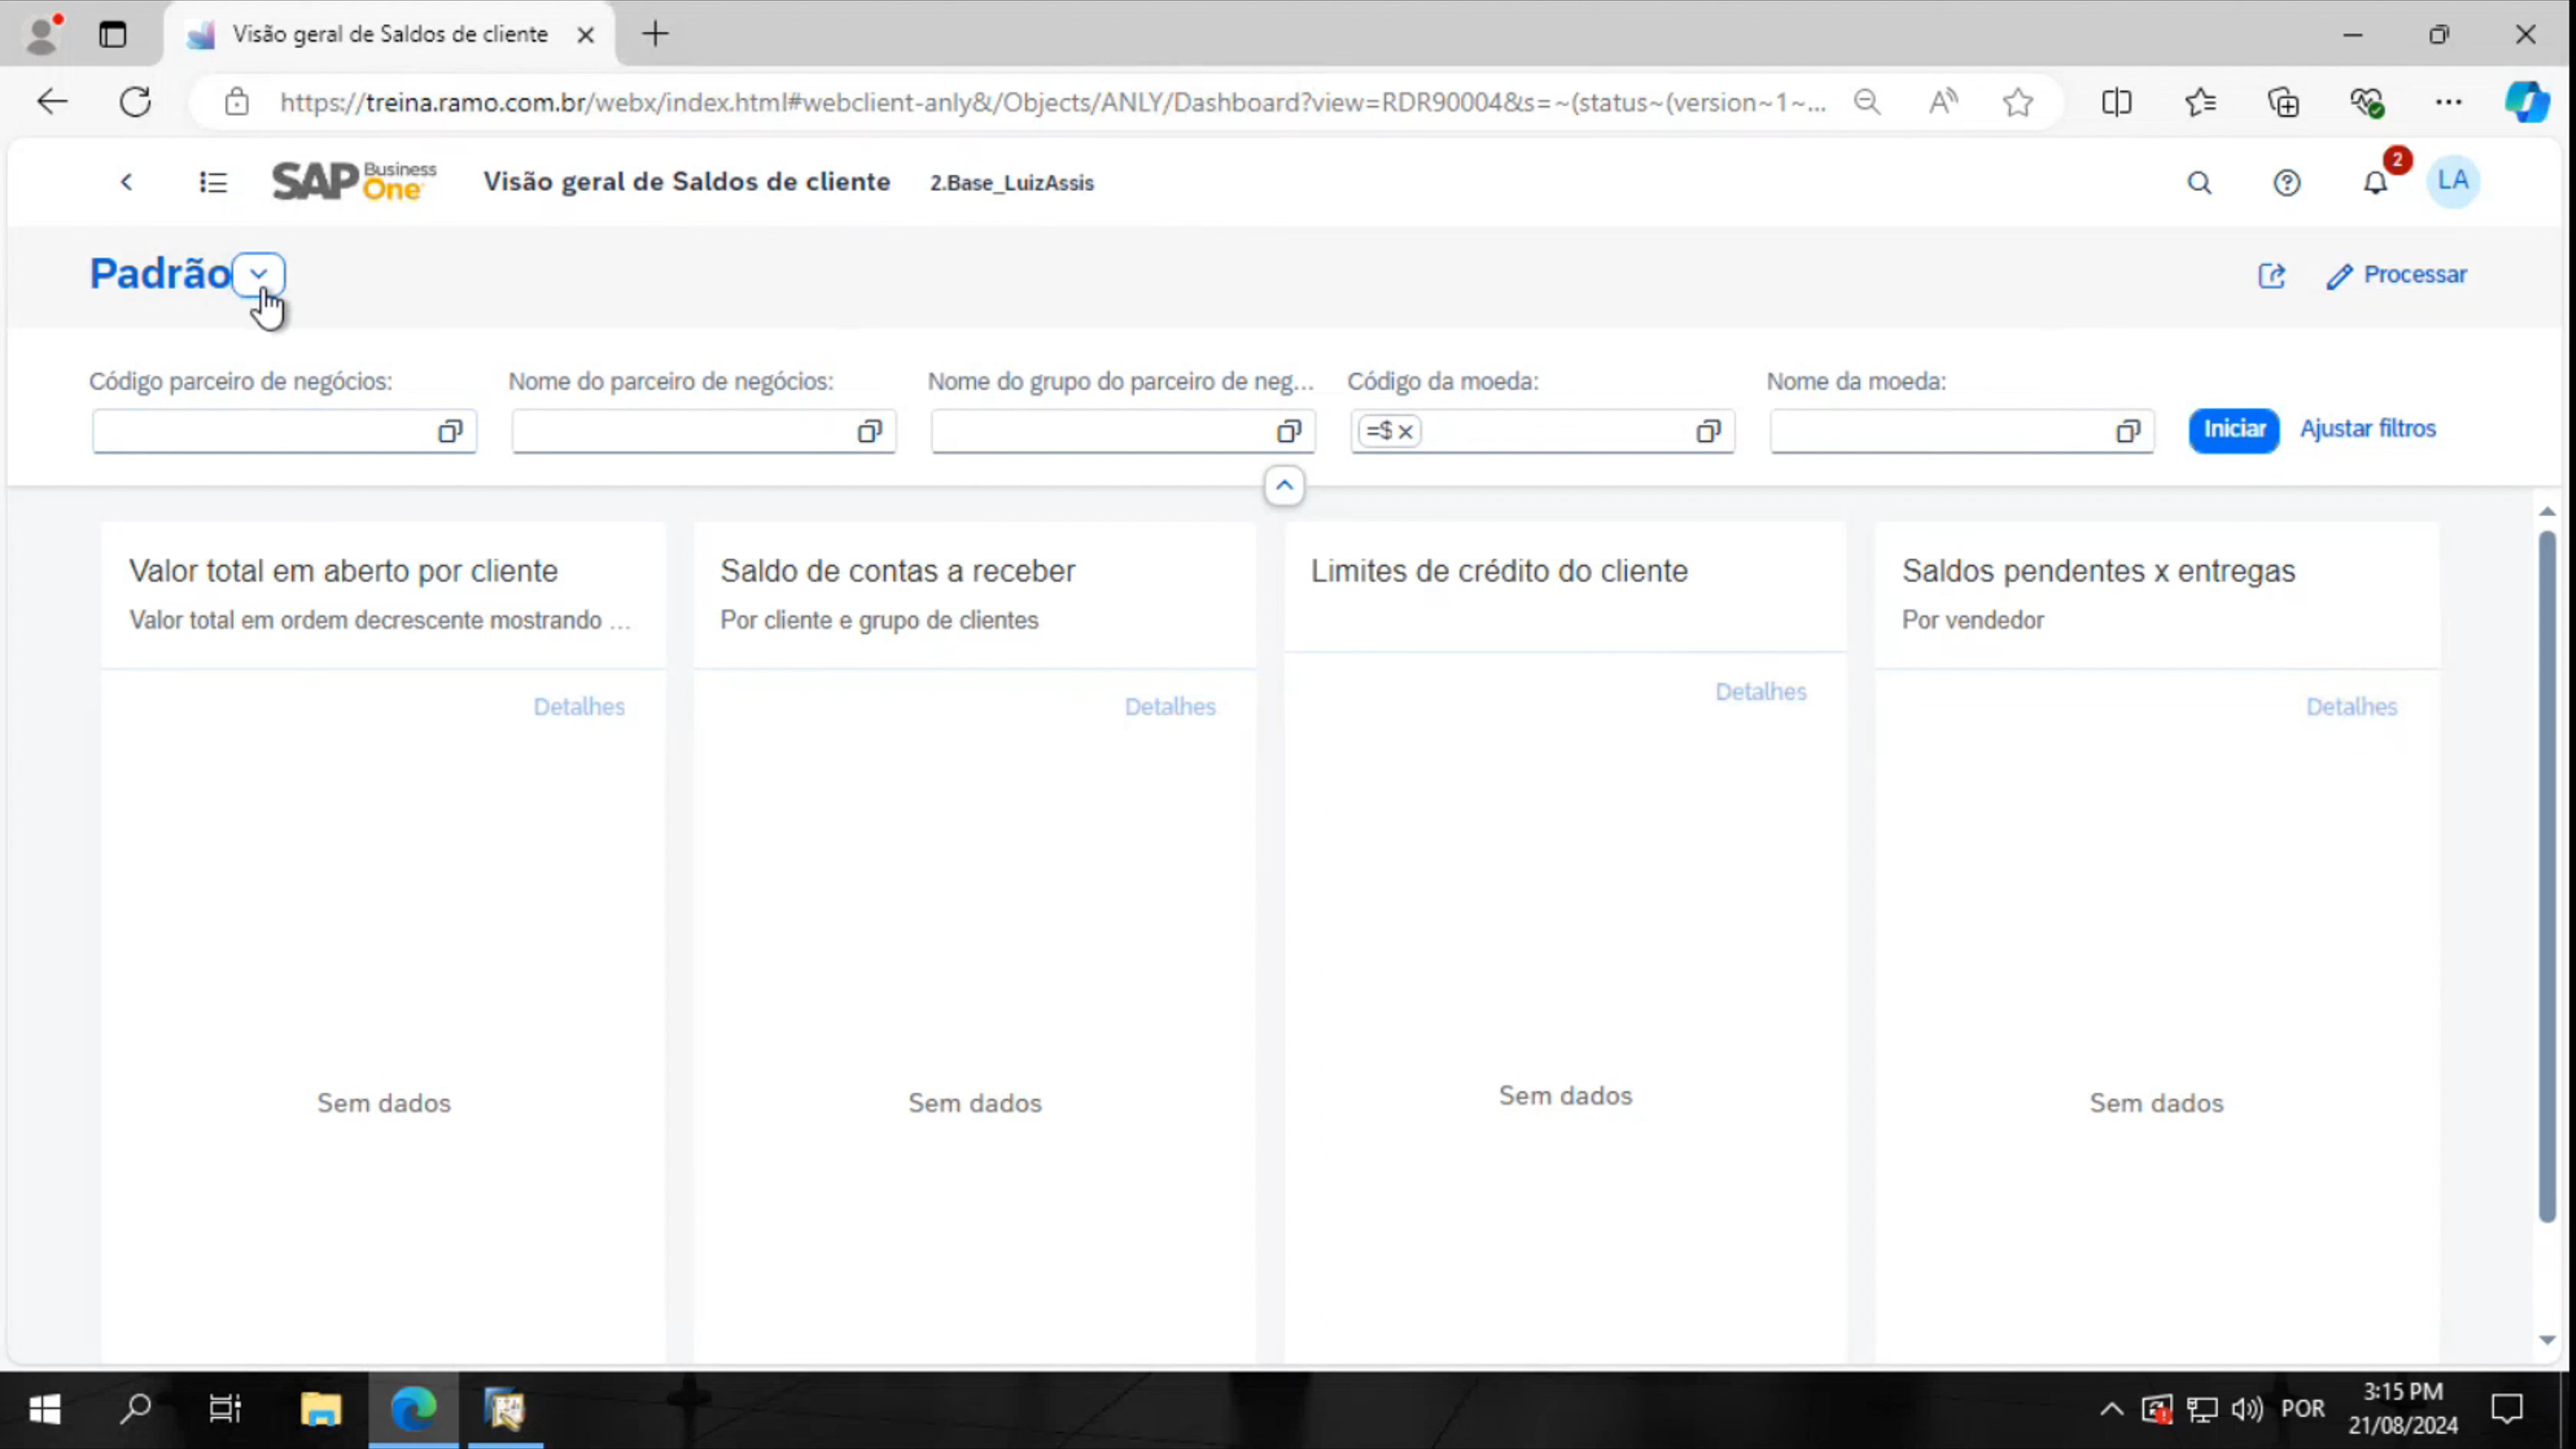 Visão geral de Saldos de cliente
https://treina.ramo.com.br/webx/index.html#webclient-anly&/Objects/ANLY/Dashboard?view=RDR90004&s=~(status~(version~1~...
SAP Business One
Visão geral de Saldos de cliente
2.Base_LuizAssis
2
LA
Padrão
Processar
Código parceiro de negócios:
Nome do parceiro de negócios:
Nome do grupo do parceiro de neg...
Código da moeda:
Nome da moeda:
=$
Iniciar
Ajustar filtros
Valor total em aberto por cliente
Valor total em ordem decrescente mostrando ...
Detalhes
Sem dados
Saldo de contas a receber
Por cliente e grupo de clientes
Detalhes
Sem dados
Limites de crédito do cliente
Detalhes
Sem dados
Saldos pendentes x entregas
Por vendedor
Detalhes
Sem dados
POR
3:15 PM
21/08/2024